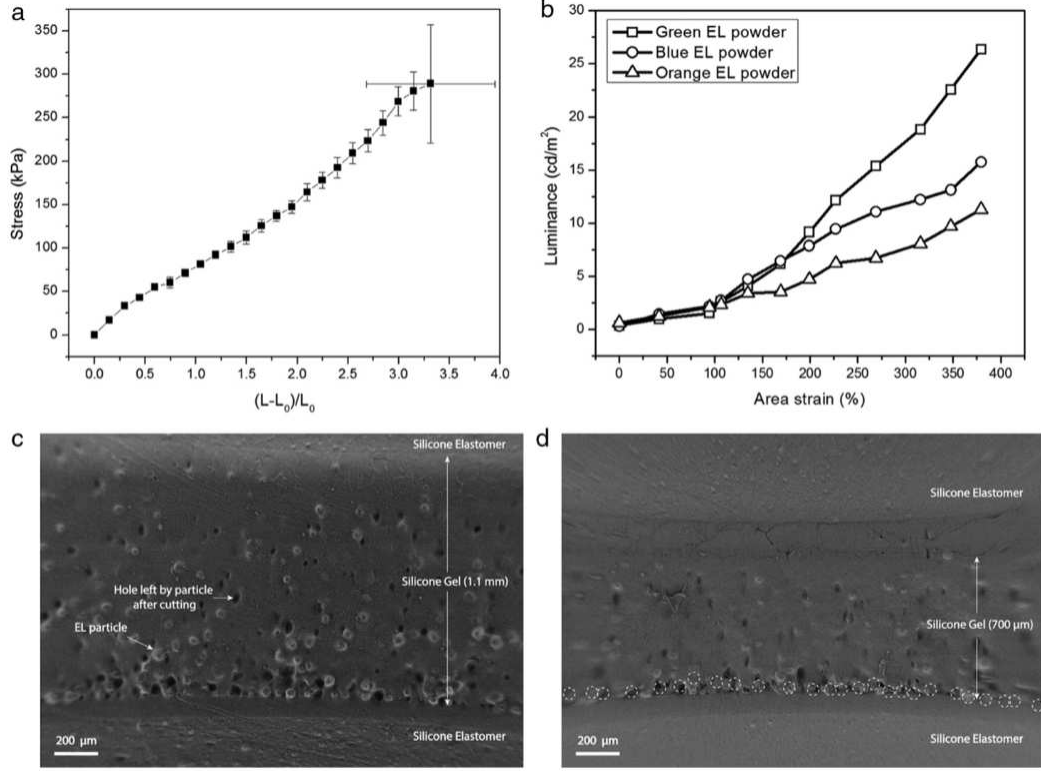 a
350
300
250
200
150
100
50
0
Stress (kPa)
0.0 0.5 1.0 1.5 2.0 2.5 3.0 3.5 4.0
(L-L₀)/L₀
b
30
25
20
15
10
5
0
Luminance (cd/m²)
Green EL powder
Blue EL powder
Orange EL powder
0 50 100 150 200 250 300 350 400
Area strain (%)
c
Silicone Elastomer
Silicone Gel (1.1 mm)
Hole left by particle
after cutting
EL particle
Silicone Elastomer
200 μm
d
Silicone Elastomer
Silicone Gel (700 μm)
Silicone Elastomer
200 μm